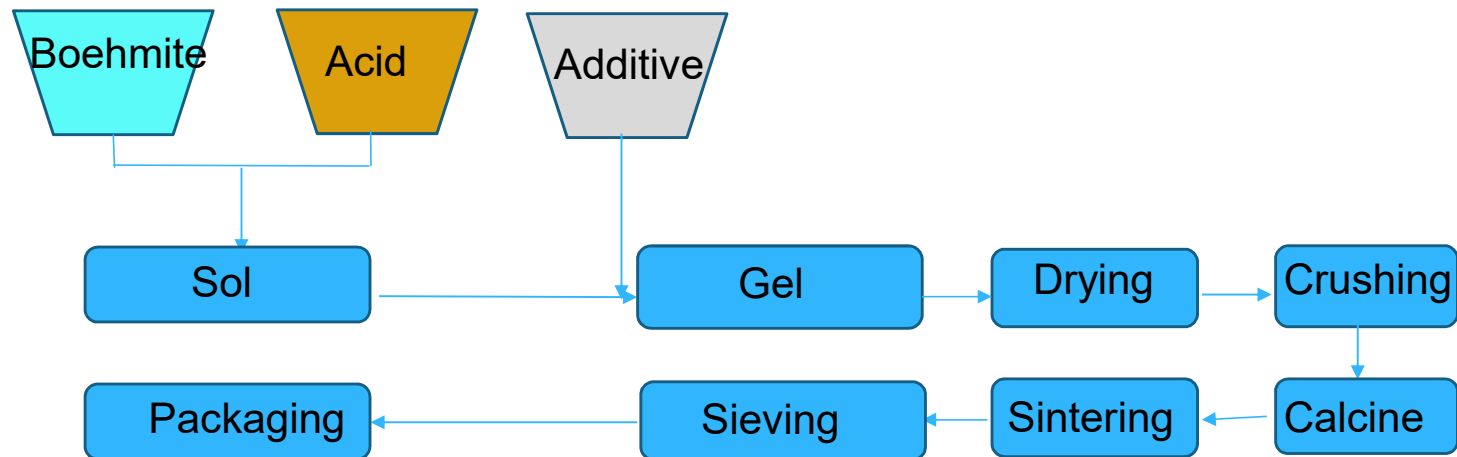 Boehmite
Acid
Additive
Sol
Gel
Drying
Crushing
Packaging
Sieving
Sintering
Calcine